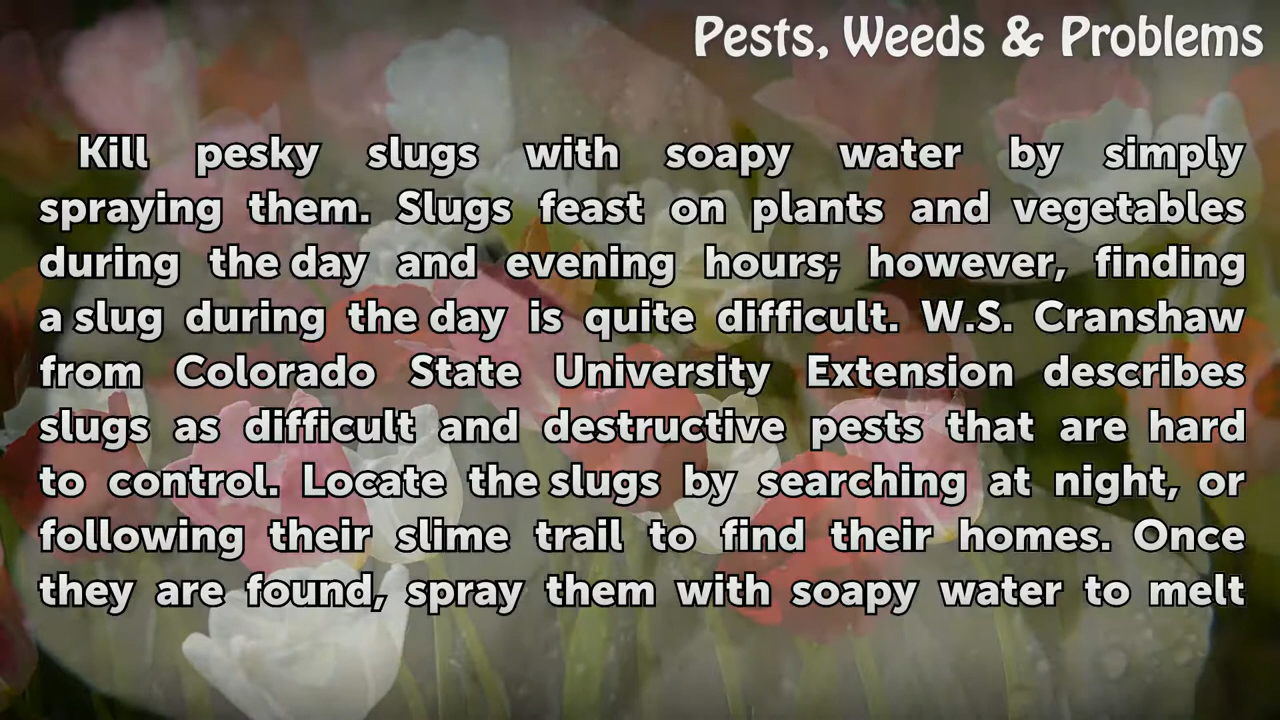 Pests, Weeds & Problems
Kill pesky slugs with soapy water by simply
spraying them. Slugs feast on plants and vegetables
during the day and evening hours; however, finding
a slug during the day is quite difficult. W.S. Cranshaw
from Colorado State University Extension describes
slugs as difficult and destructive pests that are hard
to control. Locate the slugs by searching at night, or
following their slime trail to find their homes. Once
they are found, spray them with soapy water to melt